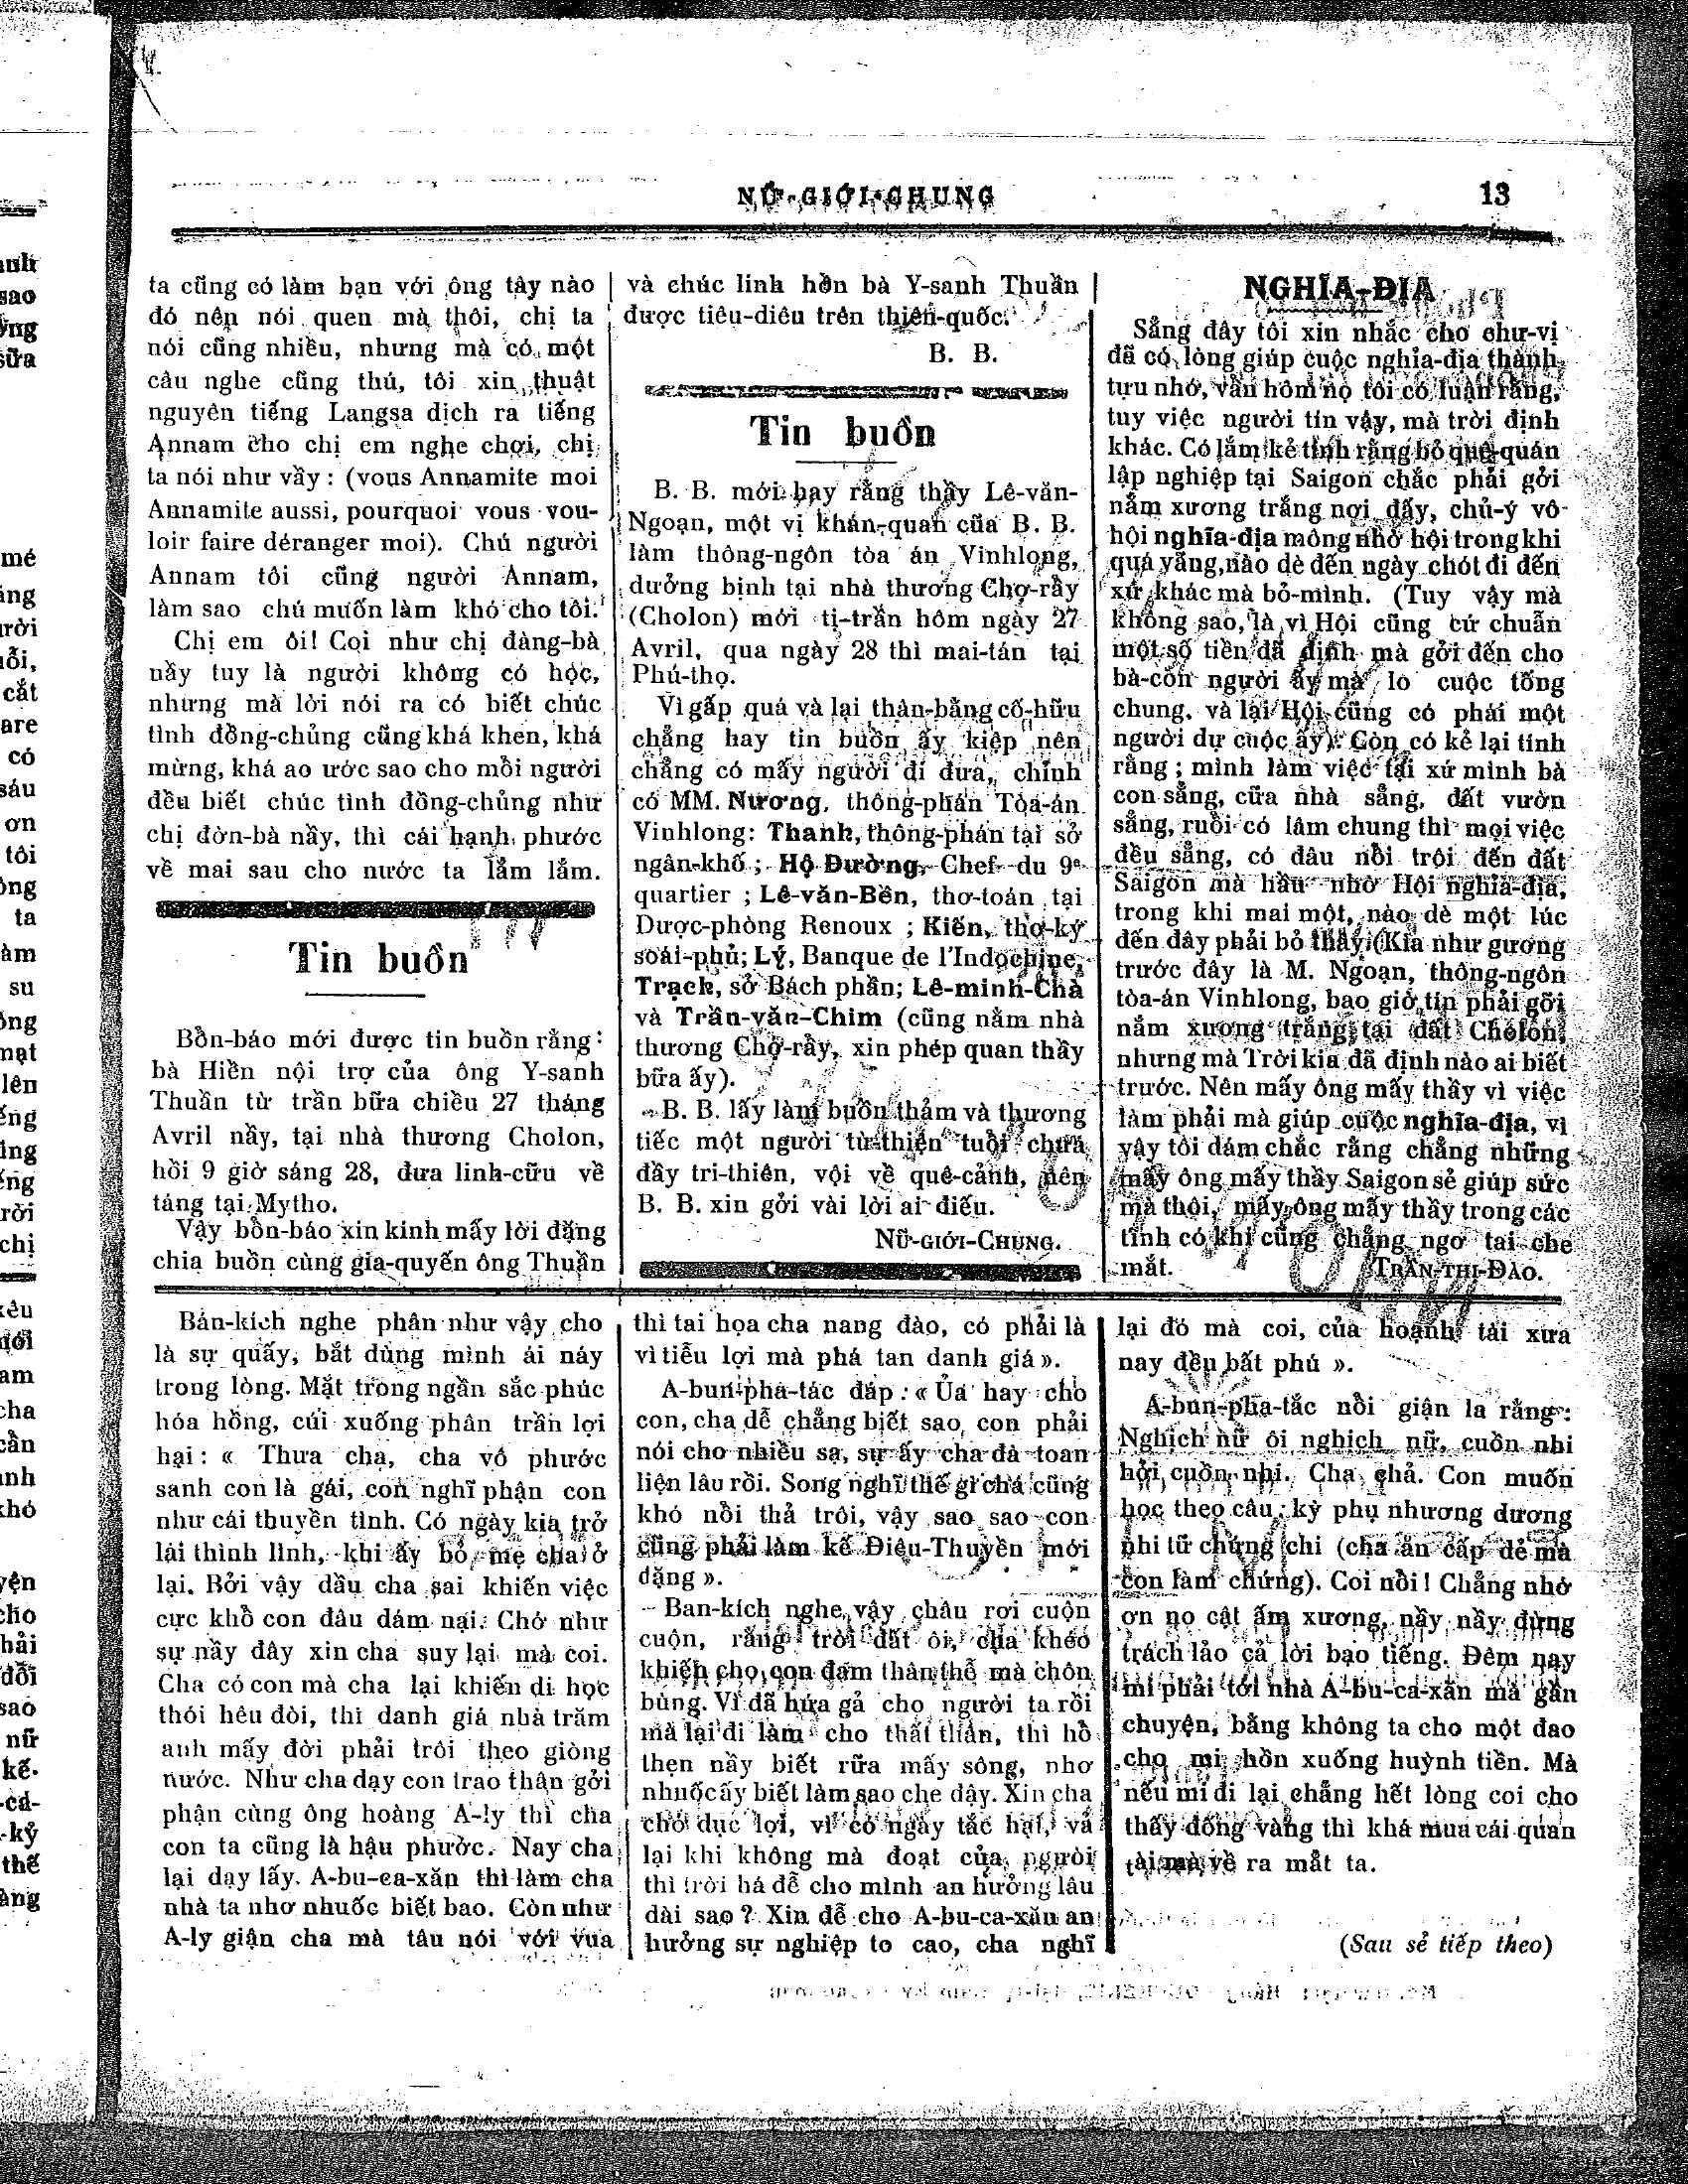 NỮ-GIỚI-CHUNG
13
ta cũng có làm bạn với ông tây nào
đó nên nói quen mà thôi, chị ta
nói cũng nhiều, nhưng mà có một
câu nghe cũng thú, tôi xin thuật
nguyên tiếng Langsa dịch ra tiếng
Annam cho chị em nghe chơi, chị
ta nói như vầy : (vous Annamite moi
Annamite aussi, pourquoi vous vou-
loir faire déranger moi). Chú người
Annam tôi cũng người Annam,
làm sao chú muốn làm khó cho tôi.
Chị em ôi! Coi như chị đàng-bà
nầy tuy là người không có học,
nhưng mà lời nói ra có biết chúc
tình đồng-chủng cũng khá khen, khá
mừng, khá ao ước sao cho mỗi người
đều biết chúc tình đồng-chủng như
chị đờn-bà nầy, thì cái hạnh phước
về mai sau cho nước ta lắm lắm.
Tin buồn
Bồn-báo mới được tin buồn rằng :
bà Hiền nội trợ của ông Y-sanh
Thuần từ trần bữa chiều 27 tháng
Avril nầy, tại nhà thương Cholon,
hồi 9 giờ sáng 28, đưa linh-cữu về
táng tại Mytho.
Vậy bồn-báo xin kinh mấy lời đặng
chia buồn cùng gia-quyến ông Thuần
và chúc linh hồn bà Y-sanh Thuần
được tiêu-diêu trên thiên-quốc.
B. B.
Tin buồn
B. B. mới hay rằng thầy Lê-văn-
Ngoạn, một vị khán-quan của B. B.
làm thông-ngôn tòa án Vinhlong,
dưởng bịnh tại nhà thương Chợ-rầy
(Cholon) mới tị-trần hôm ngày 27
Avril, qua ngày 28 thì mai-tán tại
Phú-thọ.
Vì gấp quá và lại thân-bằng cố-hữu
chẳng hay tin buồn ấy kiệp nên
chẳng có mấy người đi đưa, chính
có MM. Nương, thông-phán Tòa-án
Vinhlong: Thanh, thông-phán tại sở
ngân-khố ; Hộ Đường, Chef du 9e
quartier ; Lê-văn-Bền, thơ-toán tại
Dược-phòng Renoux ; Kiến, thơ-ký
soái-phủ; Lý, Banque de l'Indochine,
Trạch, sở Bách phần; Lê-minh-Chà
và Trần-văn-Chim (cũng nằm nhà
thương Chợ-rầy, xin phép quan thầy
bữa ấy).
B. B. lấy làm buồn thảm và thương
tiếc một người từ-thiện tuổi chưa
đầy tri-thiên, vội về quê-cảnh, nên
B. B. xin gởi vài lời ai điếu.
NỮ-GIỚI-CHUNG.
NGHĨA-ĐỊA
Sẳng đây tôi xin nhắc cho chư-vị
đã có lòng giúp cuộc nghĩa-địa thành
tựu nhớ, vần hôm nọ tôi có luận rằng,
tuy việc người tín vậy, mà trời định
khác. Có lắm kẻ tính rằng bỏ quê-quán
lập nghiệp tại Saigon chắc phải gởi
nắm xương trắng nơi đấy, chủ-ý vô
hội nghĩa-địa mông nhờ hội trong khi
quá vãng, nào dè đến ngày chót đi đến
xứ khác mà bỏ-mình. (Tuy vậy mà
không sao, là vì Hội cũng cứ chuẩn
một số tiền đã định mà gởi đến cho
bà-con người ấy mà lo cuộc tống
chung. và lại Hội cũng có phái một
người dự cuộc ấy). Còn có kẻ lại tính
rằng ; mình làm việc tại xứ mình bà
con sẳng, cữa nhà sẳng, đất vườn
sẳng, ruồi có lâm chung thì mọi việc
đều sẳng, có đâu nồi trôi đến đất
Saigon mà hầu nhờ Hội nghĩa-địa,
trong khi mai một, nào dè một lúc
đến đây phải bỏ thây. (Kia như gương
trước đây là M. Ngoạn, thông-ngôn
tòa-án Vinhlong, bao giờ tin phải gởi
nắm xương trắng tại đất Cholon,
nhưng mà Trời kia đã định nào ai biết
trước. Nên mấy ông mấy thầy vì việc
làm phải mà giúp cuộc nghĩa-địa, vì
vậy tôi dám chắc rằng chẳng những
mấy ông mấy thầy Saigon sẻ giúp sức
mà thôi, mấy ông mấy thầy trong các
tỉnh có khi cũng chẳng ngơ tai che
mắt.
TRẦN-THỊ-ĐÀO.
Bán-kích nghe phân như vậy cho
là sự quấy, bắt dùng mình ái náy
trong lòng. Mặt trong ngần sắc phúc
hóa hồng, cúi xuống phân trần lợi
hại : « Thưa cha, cha vô phước
sanh con là gái, con nghĩ phận con
như cái thuyền tình. Có ngày kia trở
lại thình lình, khi ấy bỏ mẹ cha ở
lại. Bởi vậy dầu cha sai khiến việc
cực khổ con đâu dám nại. Chớ như
sự nầy đây xin cha suy lại mà coi.
Cha có con mà cha lại khiến di học
thói hêu đòi, thì danh giá nhà trăm
anh mấy đời phải trôi theo giòng
nước. Như cha dạy con trao thân gởi
phận cùng ông hoàng A-ly thì cha
con ta cũng là hậu phước. Nay cha
lại dạy lấy. A-bu-ca-xăn thì làm cha
nhà ta nhơ nhuốc biết bao. Còn như
A-ly giận cha mà tâu nói với vua
thì tai họa cha nang đào, có phải là
vì tiểu lợi mà phá tan danh giá ».
A-bun-pha-tác đáp : « Ủa hay cho
con, cha dễ chẳng biết sao, con phải
nói cho nhiều sạ, sự ấy cha đà toan
liện lâu rồi. Song nghĩ thế gì cha cũng
khó nỗi thả trôi, vậy sao sao con
cũng phải làm kế Điêu-Thuyền mới
dặng ».
Ban-kích nghe vậy châu rơi cuộn
cuộn, rằng trời đất ôi, cha khéo
khiến cho con đam thân thể mà chôn
bùng. Vì đã hứa gả cho người ta rồi
mà lại đi làm cho thất thân, thì hồ
thẹn nầy biết rữa mấy sông, nhơ
nhuốc ấy biết làm sao che đậy. Xin cha
chớ dục lợi, vì có ngày tắc hại, và
lại khi không mà đoạt của người
thì trời há để cho mình an hưởng lâu
dài sao ? Xin để cho A-bu-ca-xăn an
hưởng sự nghiệp to cao, cha nghĩ
lại đó mà coi, của hoạnh tài xưa
nay đều bất phú ».
A-bun-pha-tắc nồi giận la rằng :
Nghịch nữ ôi nghịch nữ, cuồn nhi
hởi cuồn nhi. Cha chả. Con muốn
học theo câu : kỳ phụ nhương dương
nhi tữ chứng chi (cha ăn cấp dê mà
con làm chứng). Coi nồi ! Chẳng nhớ
ơn no cật ấm xương, nầy nầy đừng
trách lảo cả lời bạo tiếng. Đêm nay
mi phải tới nhà A-bu-ca-xăn mà gần
chuyện, bằng không ta cho một đao
cho mi hồn xuống huỳnh tiền. Mà
nếu mi đi lại chẳng hết lòng coi cho
thấy đống vàng thì khá mua cái quan
tài mà về ra mắt ta.
(Sau sẻ tiếp theo)